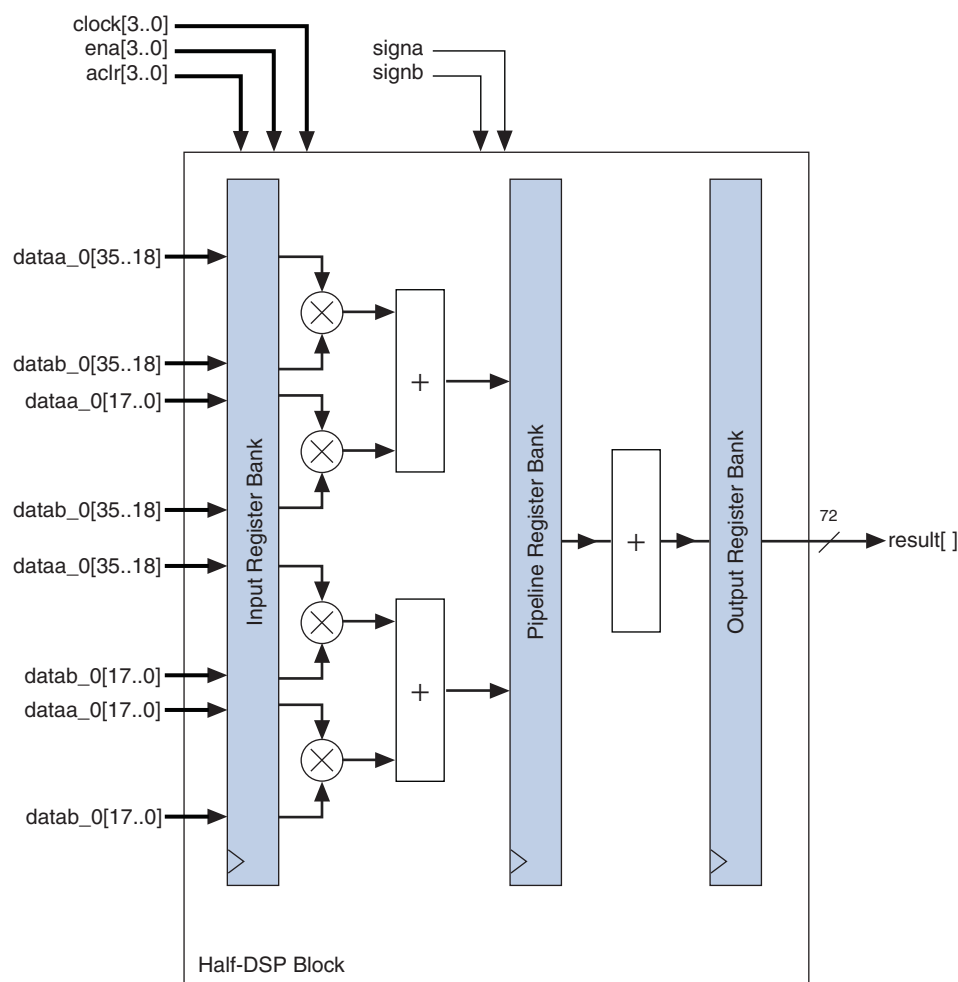 clock[3..0]
ena[3..0]
aclr[3..0]
signa
signb
dataa_0[35..18]
datab_0[35..18]
dataa_0[17..0]
datab_0[35..18]
dataa_0[35..18]
datab_0[17..0]
dataa_0[17..0]
datab_0[17..0]
Input Register Bank
+
+
Pipeline Register Bank
+
Output Register Bank
72
result[ ]
Half-DSP Block